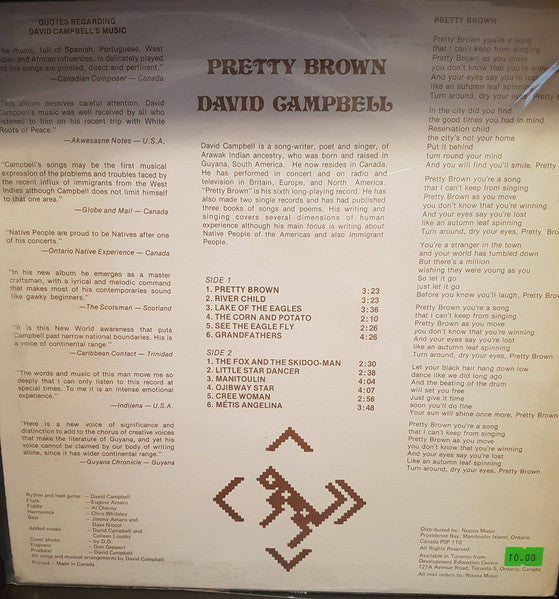 QUOTES REGARDING
DAVID CAMPBELL'S MUSIC
The music, full of Spanish, Portuguese, West
Indian and African influences, is delicately played
and the songs are pointed, direct and pertinent."
—Canadian Composer — Canada
This album deserves careful attention. David
Campbell's music was well received by all who
listened to him on his recent trip with White
Roots of Peace."
—Akwesasne Notes — U.S.A.
"Campbell's songs may be the first musical
expression of the problems and troubles faced by
the recent influx of immigrants from the West
Indies although Campbell does not limit himself
to that one area."
—Globe and Mail — Canada
"Native People are proud to be Natives after one
of his concerts."
—Ontario Native Experience — Canada
"In his new album he emerges as a master
craftsman, with a lyrical and melodic command
that makes most of his contemporaries sound
like gawky beginners."
—The Scotsman — Scotland
"It is this New World awareness that puts
Campbell past narrow national boundaries. His is
a voice of continental range."
—Caribbean Contact — Trinidad
"The words and music of this man move me so
deeply that I can only listen to this record at
special times. To me it is an intense emotional
experience."
—Indijena — U.S.A.
"Here is a new voice of significance and
distinction to add to the chorus of creative voices
that make the literature of Guyana, and yet his
voice cannot be claimed by our body of writing
alone, since it has wider continental range."
—Guyana Chronicle — Guyana
Rhythm and lead guitar — David Campbell
Flute — Eugene Amaro
Fiddle — Al Cherny
Harmonica — Chris Whiteley
Bass — Jimmy Amaro and
Dave Niccol
Added vocals — David Campbell and
Colleen Loucks
Cover photo — by D.D.
Engineer — Don Geppert
Producer — David Campbell
All songs and musical arrangements by David Campbell
Printed — Made in Canada
PRETTY BROWN
DAVID CAMPBELL
David Campbell is a song-writer, poet and singer, of
Arawak Indian ancestry, who was born and raised in
Guyana, South America. He now resides in Canada.
He has performed in concert and on radio and
television in Britain, Europe, and North America.
"Pretty Brown" is his sixth long-playing record. He has
also made two single records and has had published
three books of songs and poems. His writing and
singing covers several dimensions of human
experience although his main focus is writing about
Native People of the Americas and also Immigrant
People.
SIDE 1
1. PRETTY BROWN 3:23
2. RIVER CHILD 3:23
3. LAKE OF THE EAGLES 3:36
4. THE CORN AND POTATO 2:10
5. SEE THE EAGLE FLY 2:26
6. GRANDFATHERS 4:26
SIDE 2
1. THE FOX AND THE SKIDOO-MAN 2:30
2. LITTLE STAR DANCER 2:38
3. MANITOULIN 4:04
4. OJIBWAY STAR 4:07
5. CREE WOMAN 2:56
6. MÉTIS ANGELINA 3:48
PRETTY BROWN
Pretty Brown you're a song
that I can't keep from singing
Pretty Brown as you move
you don't know that you're winning
And your eyes say you're lost
like an autumn leaf spinning
Turn around, dry your eyes, Pretty
In the city did you find
the good times you had in mind
Reservation child
the city's not your home
Put it behind
turn round your mind
And you will find you'll smile, Pretty
Pretty Brown you're a song
that I can't keep from singing
Pretty Brown as you move
you don't know that you're winning
And your eyes say you're lost
like an autumn leaf spinning
Turn around, dry your eyes, Pretty Bro
You're a stranger in the town
and your world has tumbled down
But there's a million
wishing they were young as you
So let it go
just let it go
Before you know you'll laugh, Pretty Bro
Pretty Brown you're a song
that I can't keep from singing
Pretty Brown as you move
you don't know that you're winning
And your eyes say you're lost
like an autumn leaf spinning
Turn around, dry your eyes, Pretty Brown
Let your black hair hang down low
dance like we did long ago
And the beating of the drum
will set you free
Just give it time
soon you'll do fine
Your sun will shine once more, Pretty Brown
Pretty Brown you're a song
that I can't keep from singing
Pretty Brown as you move
you don't know that you're winning
And your eyes say you're lost
Like an autumn leaf spinning
Turn around, dry your eyes, Pretty Brown
Distributed by: Noona Music
Providence Bay, Manitoulin Island, Ontario
Canada P0P 1T0
All Rights Reserved.
Available in Toronto from:
Development Education Centre
121A Avenue Road, Toronto 5, Ontario, Canada
All mail orders to: Noona Music
10.00